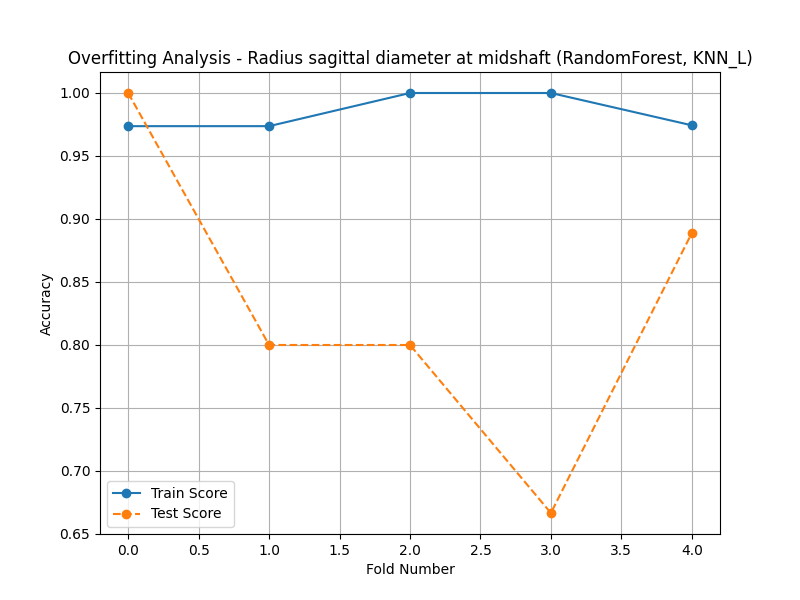 Overfitting Analysis - Radius sagittal diameter at midshaft (RandomForest, KNN_L)
1.00
0.95
0.90
0.85
0.80
0.75
0.70
0.65
Accuracy
Train Score
Test Score
0.0 0.5 1.0 1.5 2.0 2.5 3.0 3.5 4.0
Fold Number